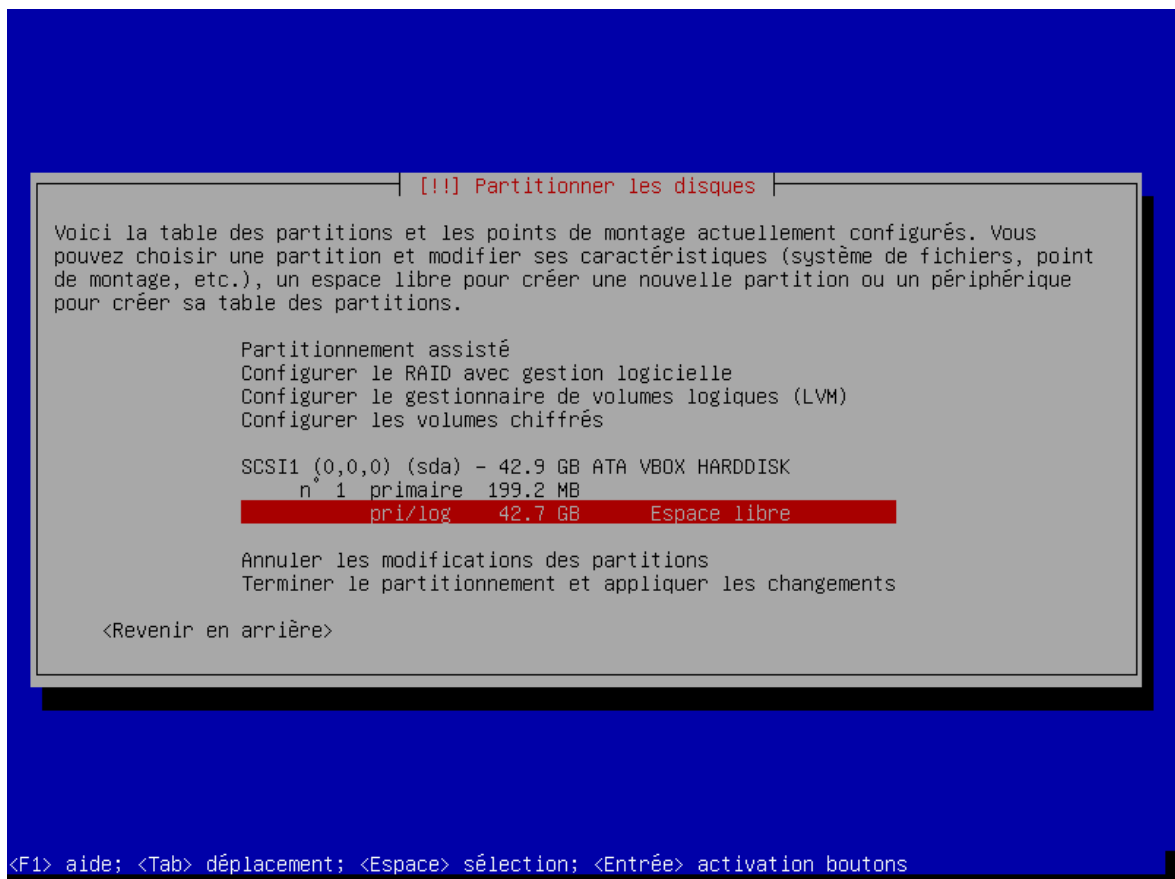 [!!] Partitionner les disques
Voici la table des partitions et les points de montage actuellement configurés. Vous
pouvez choisir une partition et modifier ses caractéristiques (système de fichiers, point
de montage, etc.), un espace libre pour créer une nouvelle partition ou un périphérique
pour créer sa table des partitions.
Partitionnement assisté
Configurer le RAID avec gestion logicielle
Configurer le gestionnaire de volumes logiques (LVM)
Configurer les volumes chiffrés
SCSI1 (0,0,0) (sda) - 42.9 GB ATA VBOX HARDDISK
n° 1 primaire 199.2 MB
pri/log 42.7 GB Espace libre
Annuler les modifications des partitions
Terminer le partitionnement et appliquer les changements
<Revenir en arrière>
<F1> aide; <Tab> déplacement; <Espace> sélection; <Entrée> activation boutons